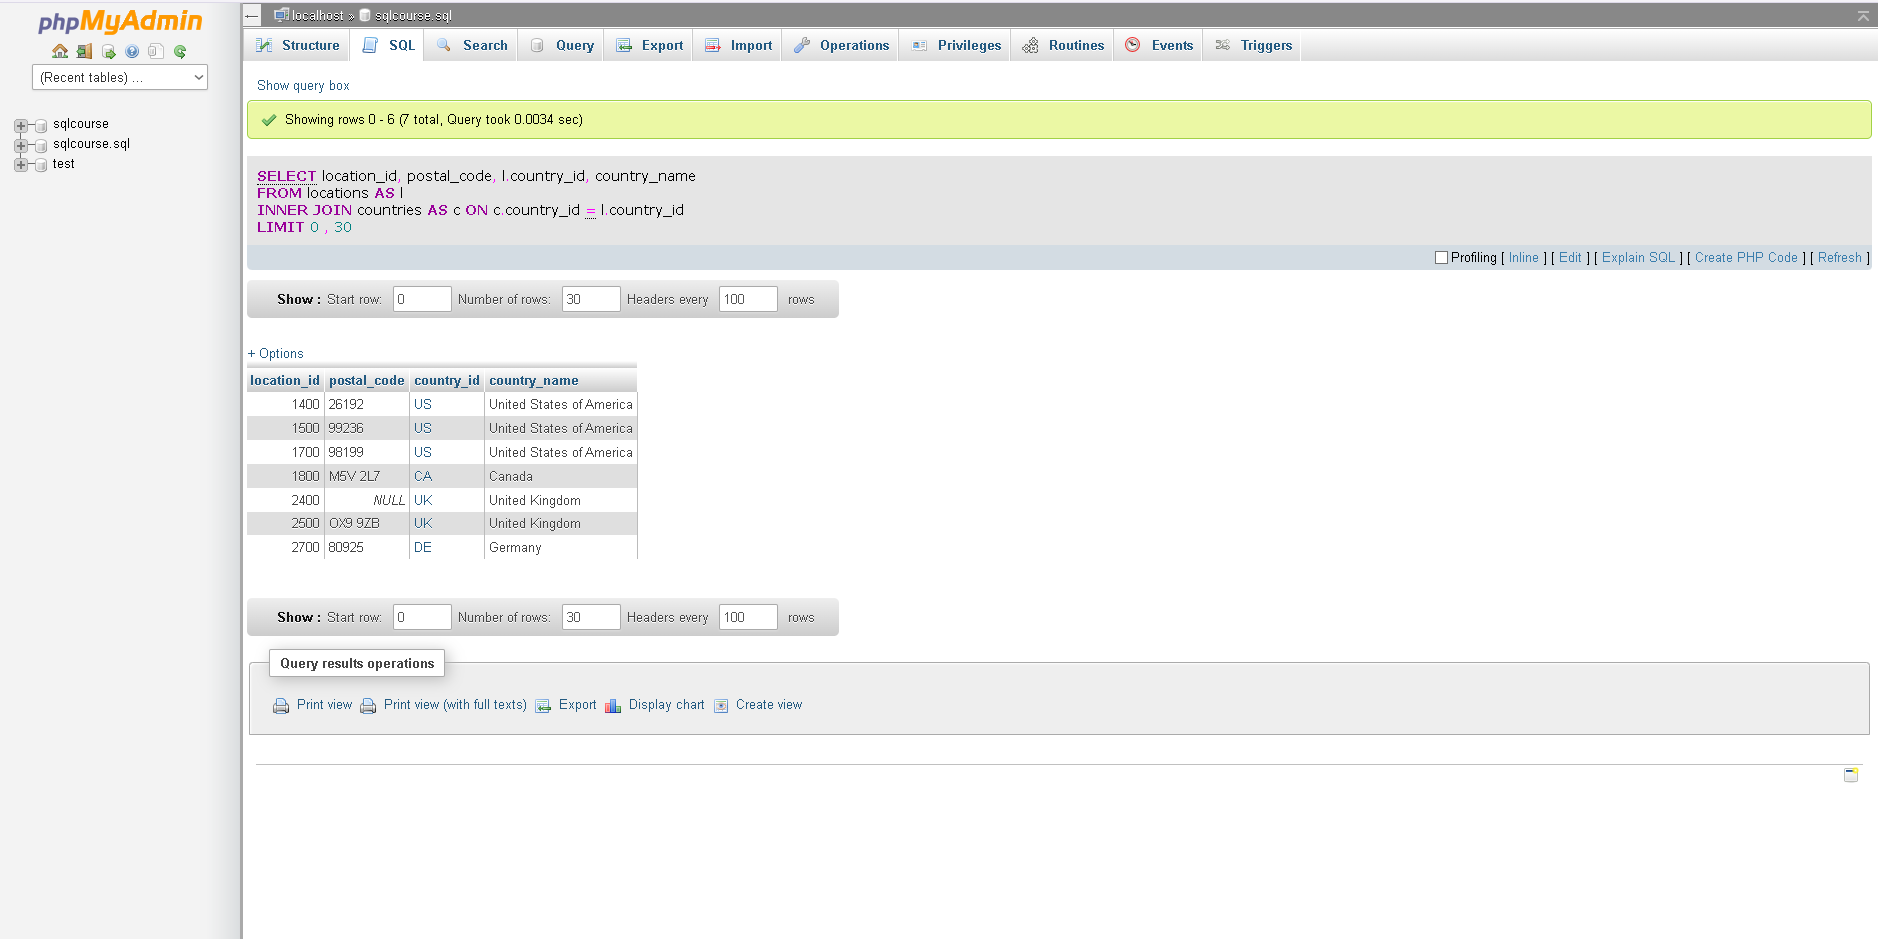 phpMyAdmin
(Recent tables) ...
sqlcourse
sqlcourse.sql
test
localhost » sqlcourse.sql
Structure SQL Search Query Export Import Operations Privileges Routines Events Triggers
Show query box
Showing rows 0 - 6 (7 total, Query took 0.0034 sec)
SELECT location_id, postal_code, l.country_id, country_name
FROM locations AS l
INNER JOIN countries AS c ON c.country_id = l.country_id
LIMIT 0 , 30
Profiling [ Inline ] [ Edit ] [ Explain SQL ] [ Create PHP Code ] [ Refresh ]
Show : Start row: 0 Number of rows: 30 Headers every 100 rows
+ Options
location_id postal_code country_id country_name
1400 26192 US United States of America
1500 99236 US United States of America
1700 98199 US United States of America
1800 M5V 2L7 CA Canada
2400 NULL UK United Kingdom
2500 OX9 9ZB UK United Kingdom
2700 80925 DE Germany
Show : Start row: 0 Number of rows: 30 Headers every 100 rows
Query results operations
Print view Print view (with full texts) Export Display chart Create view